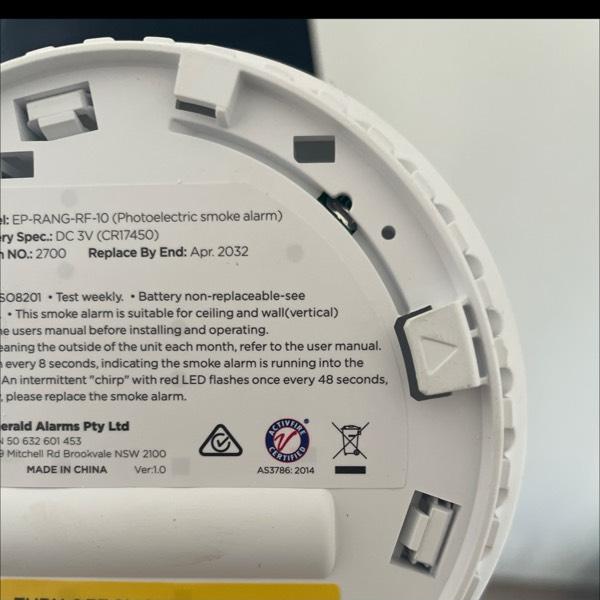 EP-RANG-RF-10 (Photoelectric smoke alarm)
Spec.: DC 3V (CR17450)
NO.: 2700 Replace By End: Apr. 2032
SO8201 • Test weekly. • Battery non-replaceable-see
• This smoke alarm is suitable for ceiling and wall(vertical)
users manual before installing and operating.
eaning the outside of the unit each month, refer to the user manual.
every 8 seconds, indicating the smoke alarm is running into the
An intermittent "chirp" with red LED flashes once every 48 seconds,
, please replace the smoke alarm.
erald Alarms Pty Ltd
N 50 632 601 453
9 Mitchell Rd Brookvale NSW 2100
MADE IN CHINA Ver:1.0
ACTIVFIRE
CERTIFIED
AS3786: 2014